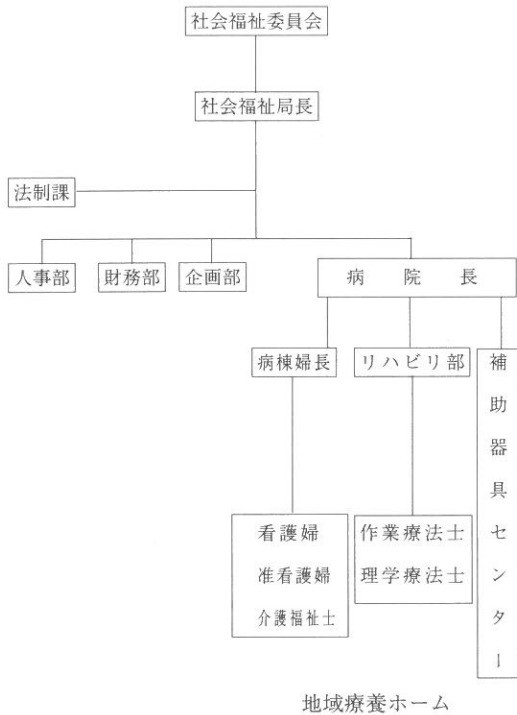 社会福祉委員会
社会福祉局長
法制課
人事部
財務部
企画部
病院長
病棟婦長
リハビリ部
補助器具センター
看護婦
准看護婦
介護福祉士
作業療法士
理学療法士
地域療養ホーム